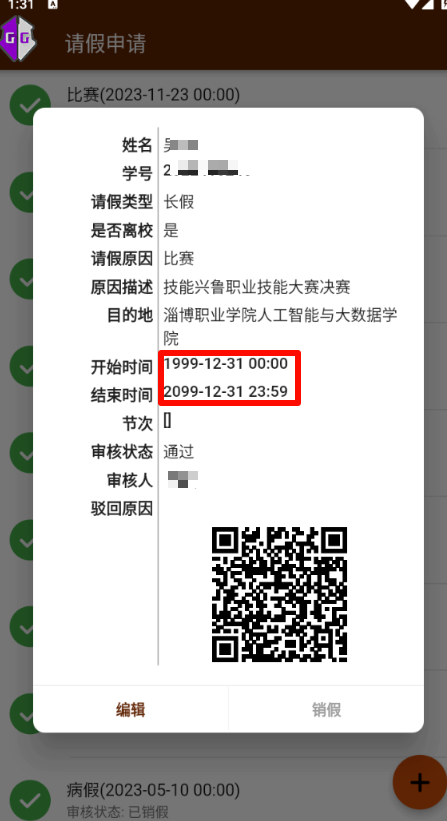 1:31
A
GG
请假申请
比赛(2023-11-23 00:00)
姓名
学号 2
请假类型 长假
是否离校 是
请假原因 比赛
原因描述 技能兴鲁职业技能大赛决赛
目的地 淄博职业学院人工智能与大数据学
院
开始时间 1999-12-31 00:00
结束时间 2099-12-31 23:59
节次 []
审核状态 通过
审核人
驳回原因
编辑 销假
病假(2023-05-10 00:00)
审核状态: 已销假